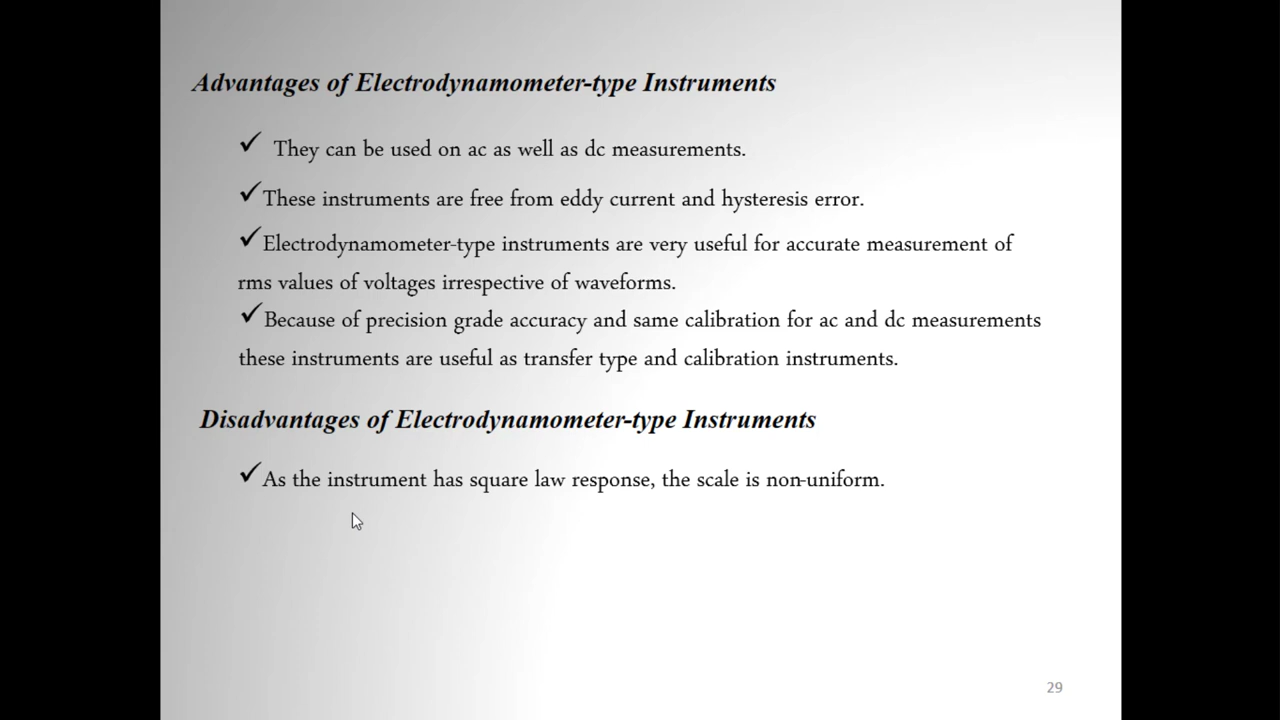 Advantages of Electrodynamometer-type Instruments
✓ They can be used on ac as well as dc measurements.
✓These instruments are free from eddy current and hysteresis error.
✓Electrodynamometer-type instruments are very useful for accurate measurement of
rms values of voltages irrespective of waveforms.
✓Because of precision grade accuracy and same calibration for ac and dc measurements
these instruments are useful as transfer type and calibration instruments.
Disadvantages of Electrodynamometer-type Instruments
✓As the instrument has square law response, the scale is non-uniform.
29